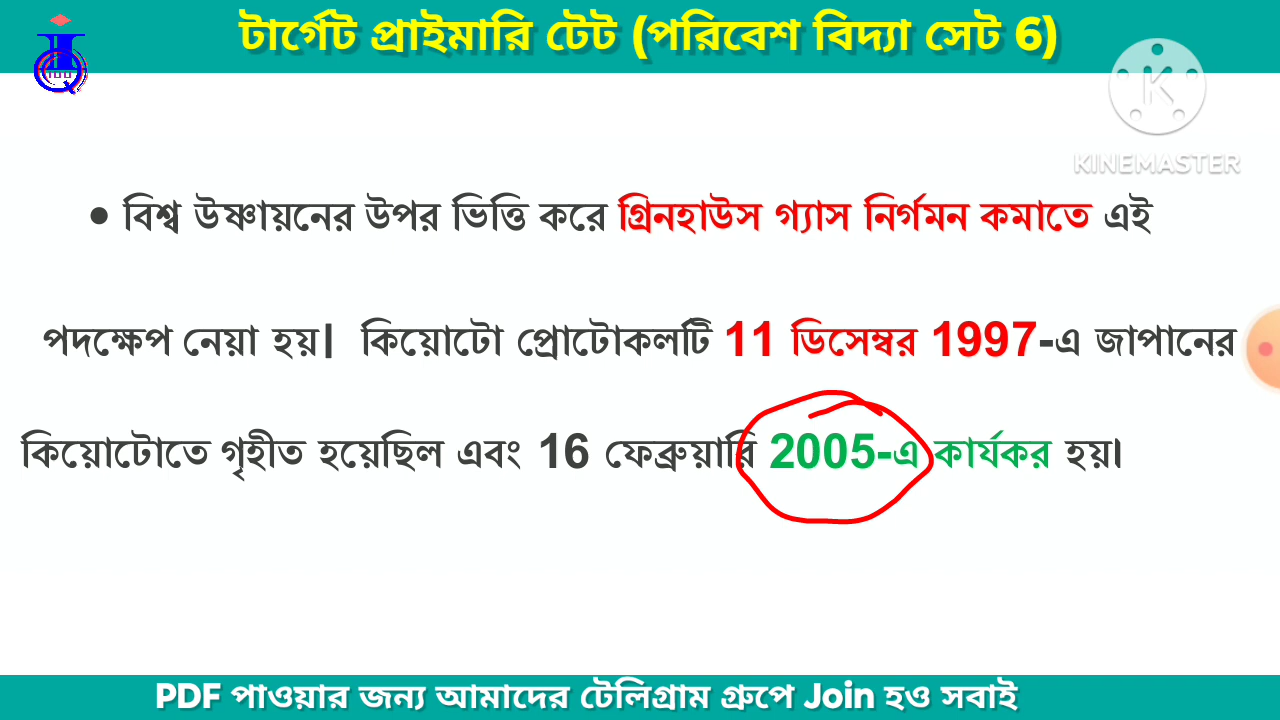 টার্গেট প্রাইমারি টেট (পরিবেশ বিদ্যা সেট 6)
KINEMASTER
• বিশ্ব উষ্ণায়নের উপর ভিত্তি করে গ্রিনহাউস গ্যাস নির্গমন কমাতে এই
পদক্ষেপ নেয়া হয়। কিয়োটো প্রোটোকলটি 11 ডিসেম্বর 1997-এ জাপানের
কিয়োটোতে গৃহীত হয়েছিল এবং 16 ফেব্রুয়ারি 2005-এ কার্যকর হয়।
PDF পাওয়ার জন্য আমাদের টেলিগ্রাম গ্রুপে Join হও সবাই